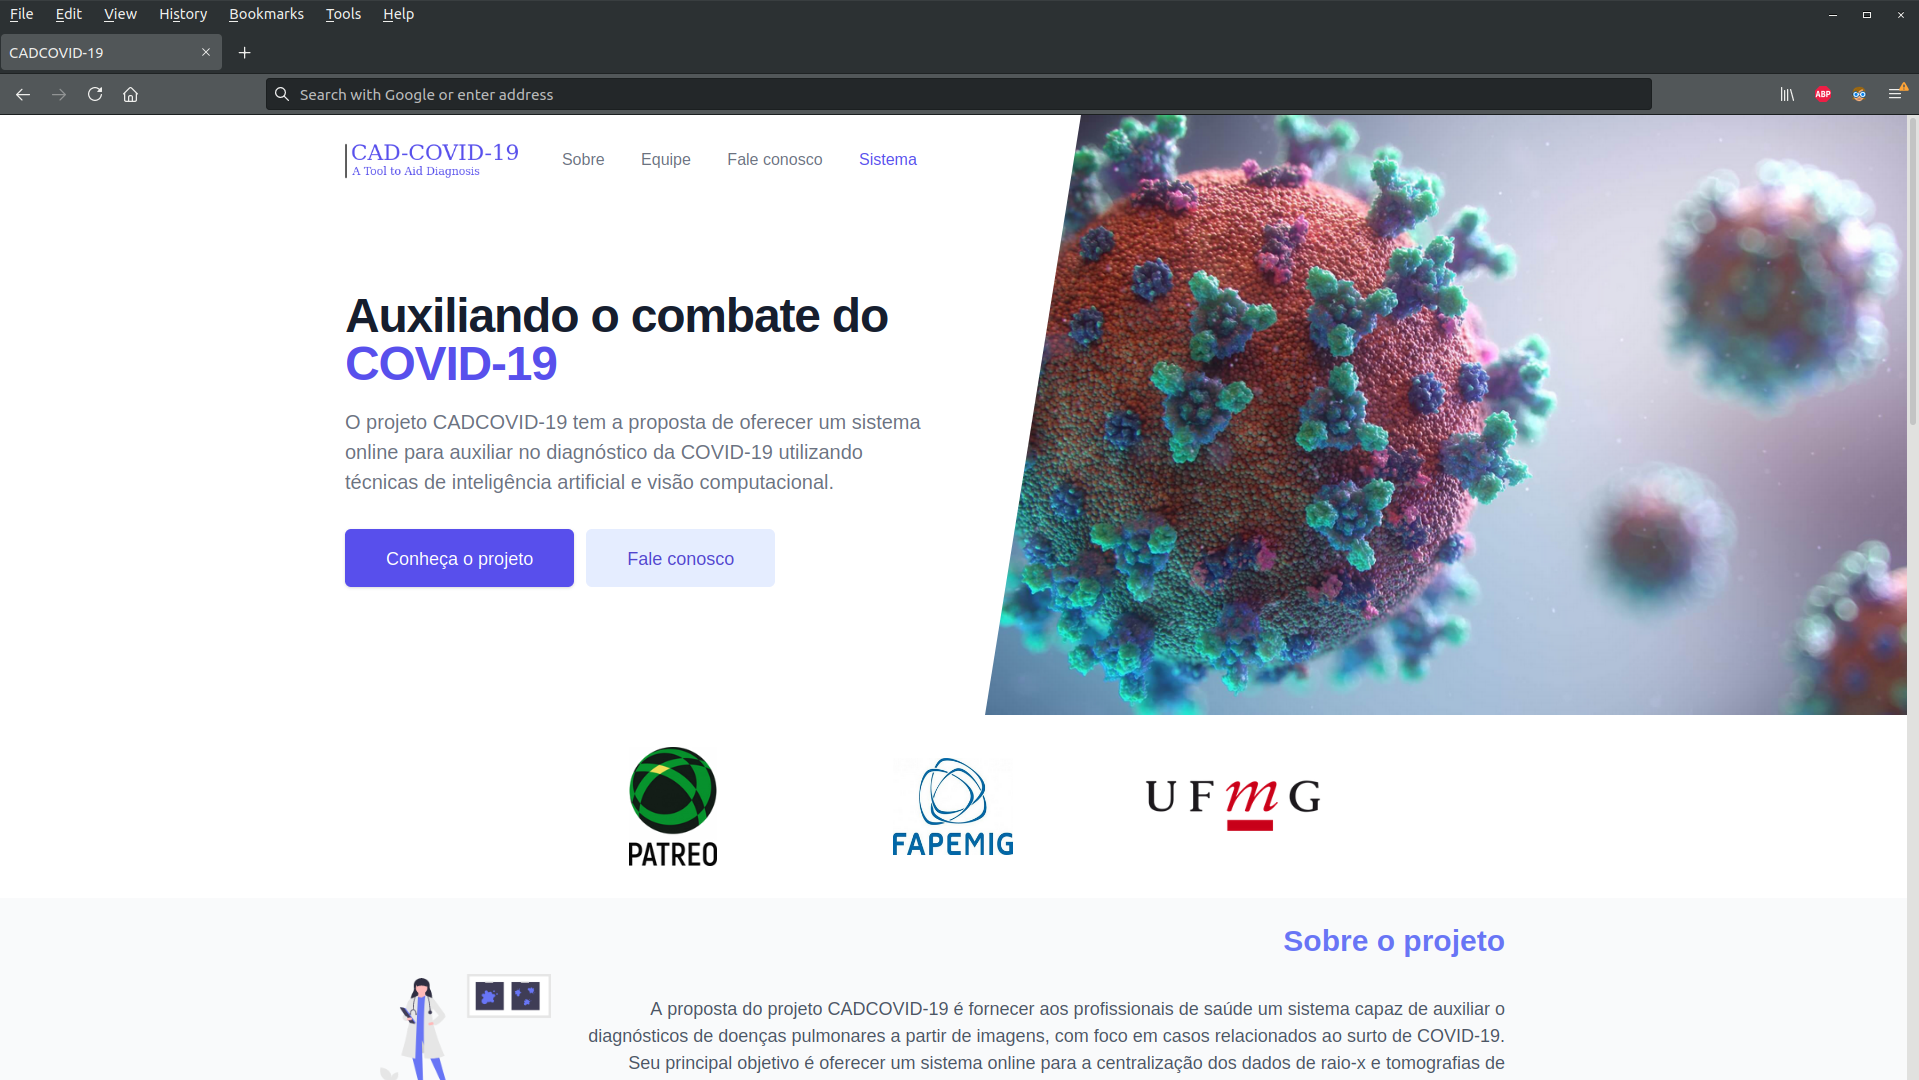 File Edit View History Bookmarks Tools Help
CADCOVID-19
Search with Google or enter address
ABP
CAD-COVID-19
A Tool to Aid Diagnosis
Sobre Equipe Fale conosco Sistema
Auxiliando o combate do
COVID-19
O projeto CADCOVID-19 tem a proposta de oferecer um sistema
online para auxiliar no diagnóstico da COVID-19 utilizando
técnicas de inteligência artificial e visão computacional.
Conheça o projeto Fale conosco
PATREO
FAPEMIG
UFmG
Sobre o projeto
A proposta do projeto CADCOVID-19 é fornecer aos profissionais de saúde um sistema capaz de auxiliar o
diagnósticos de doenças pulmonares a partir de imagens, com foco em casos relacionados ao surto de COVID-19.
Seu principal objetivo é oferecer um sistema online para a centralização dos dados de raio-x e tomografias de